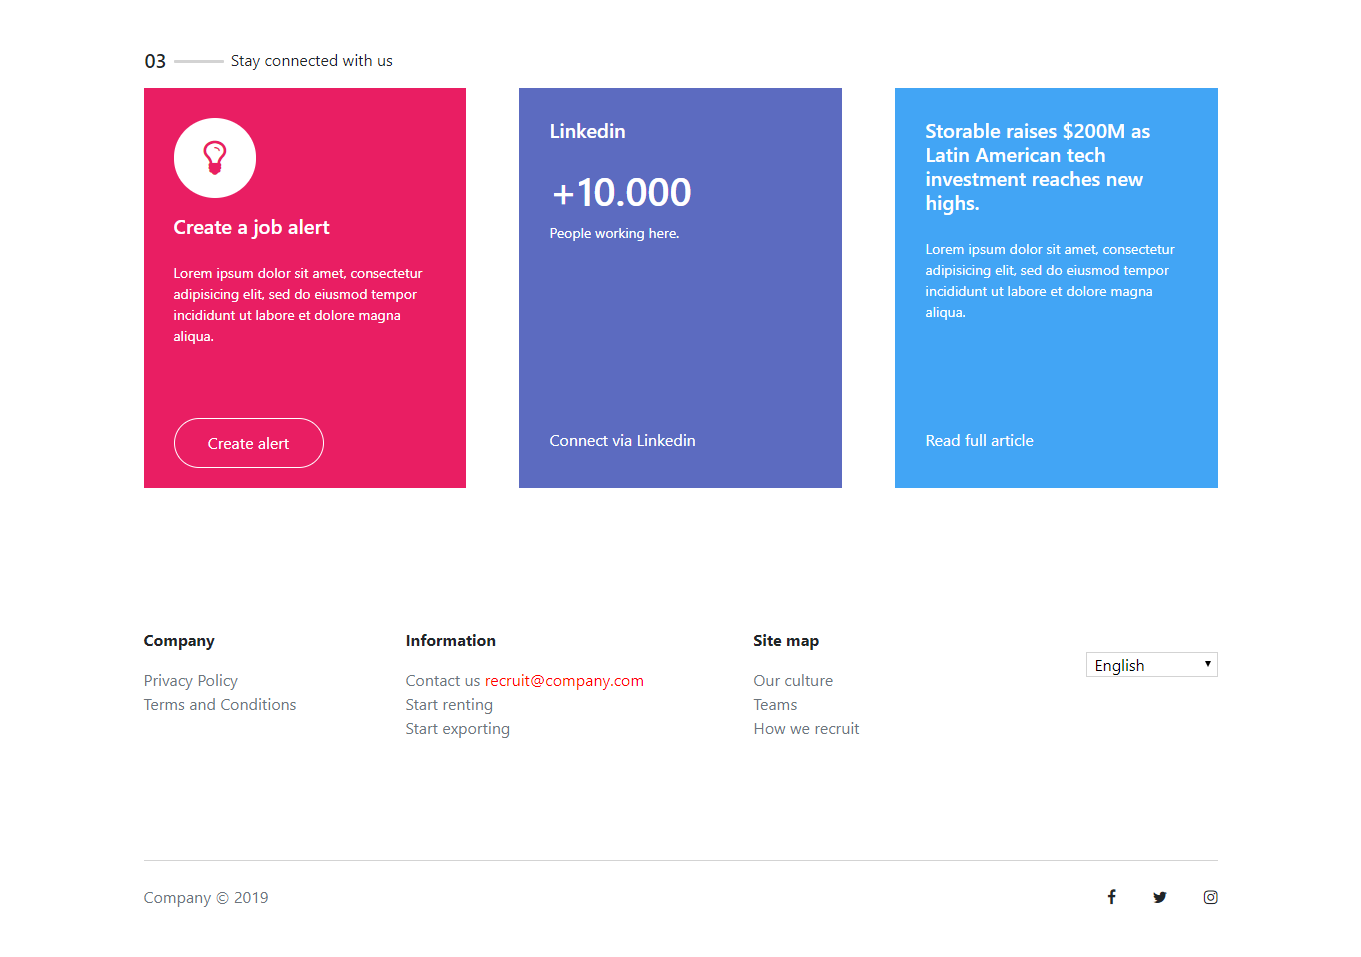 03 Stay connected with us
Create a job alert
Lorem ipsum dolor sit amet, consectetur
adipisicing elit, sed do eiusmod tempor
incididunt ut labore et dolore magna
aliqua.
Create alert
Linkedin
+10.000
People working here.
Connect via Linkedin
Storable raises $200M as
Latin American tech
investment reaches new
highs.
Lorem ipsum dolor sit amet, consectetur
adipisicing elit, sed do eiusmod tempor
incididunt ut labore et dolore magna
aliqua.
Read full article
Company
Privacy Policy
Terms and Conditions
Information
Contact us recruit@company.com
Start renting
Start exporting
Site map
Our culture
Teams
How we recruit
English
Company © 2019